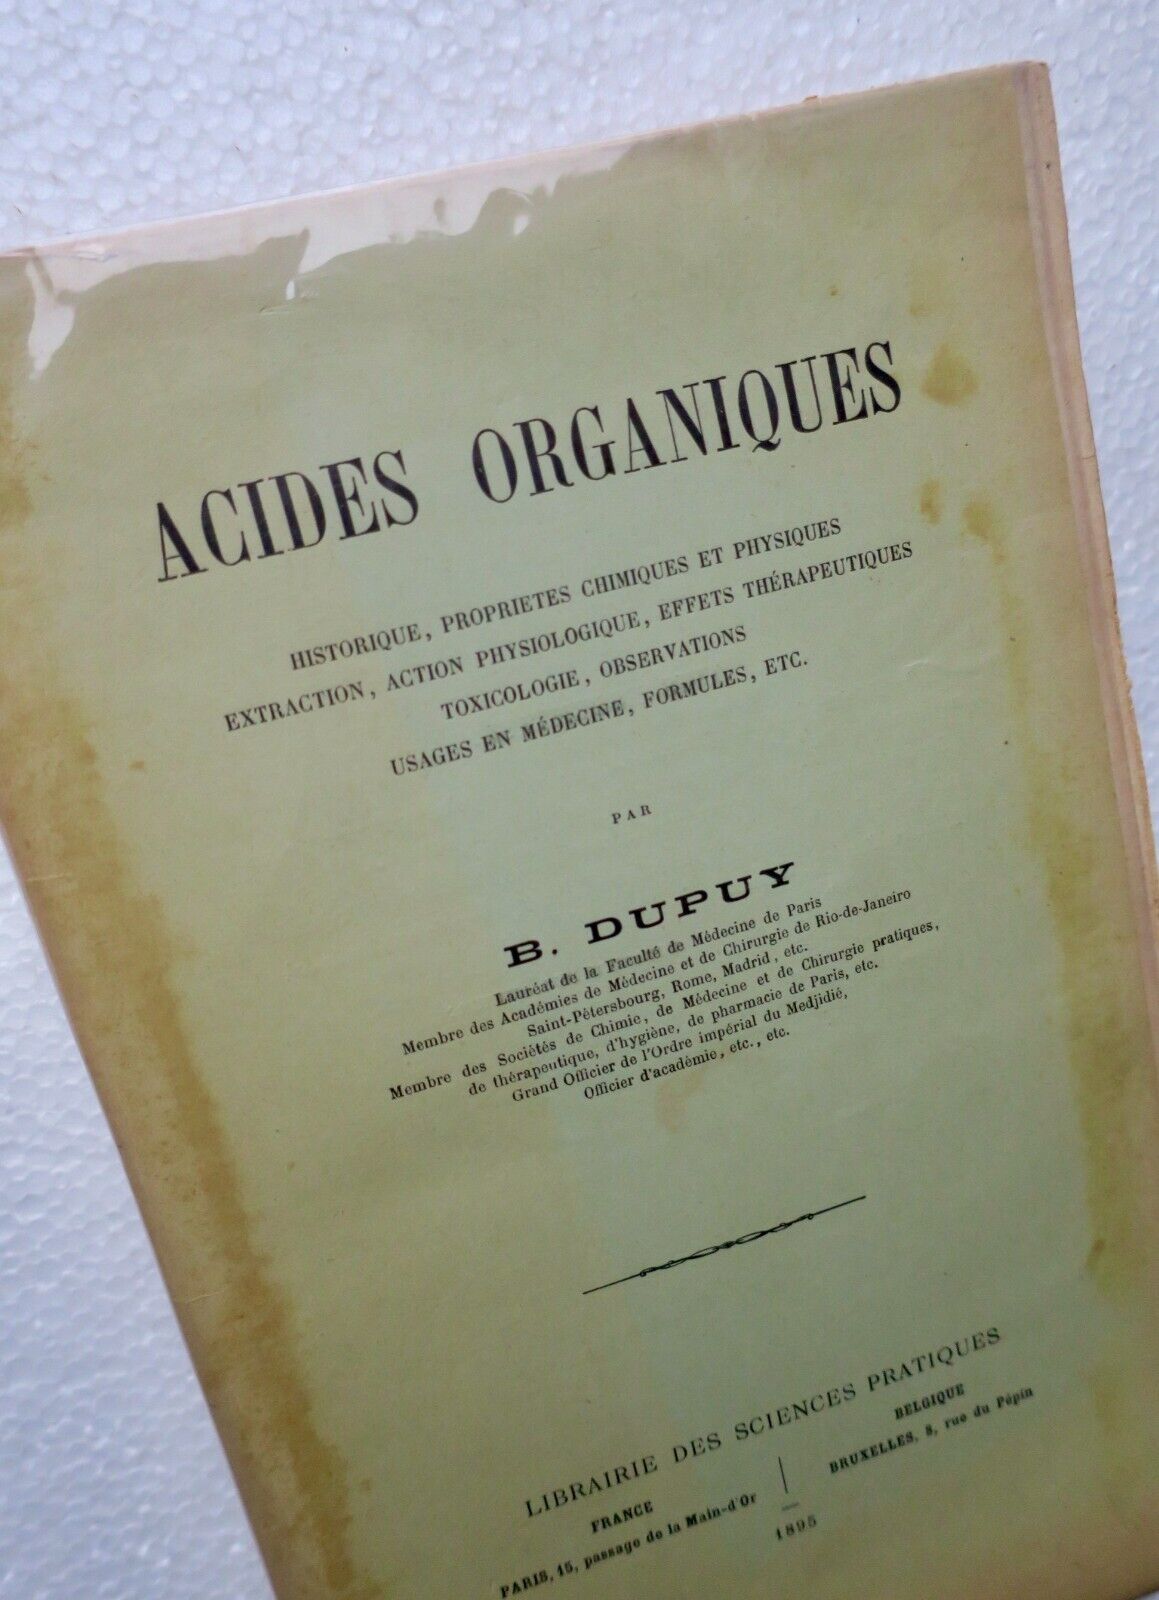 ACIDES ORGANIQUES
HISTORIQUE, PROPRIETES CHIMIQUES ET PHYSIQUES
EXTRACTION, ACTION PHYSIOLOGIQUE, EFFETS THÉRAPEUTIQUES
TOXICOLOGIE, OBSERVATIONS
USAGES EN MÉDECINE, FORMULES, ETC.
PAR
B. DUPUY
Lauréat de la Faculté de Médecine de Paris
Membre des Académies de Médecine et de Chirurgie de Rio-de-Janeiro
Saint-Pétersbourg, Rome, Madrid, etc.
Membre des Sociétés de Chimie, de Médecine et de Chirurgie pratiques,
de thérapeutique, d'hygiène, de pharmacie de Paris, etc.
Grand Officier de l'Ordre impérial du Medjidié,
Officier d'académie, etc., etc.
LIBRAIRIE DES SCIENCES PRATIQUES
FRANCE
PARIS, 15, passage de la Main-d'Or
BELGIQUE
BRUXELLES, 8, rue du Pépin
1895